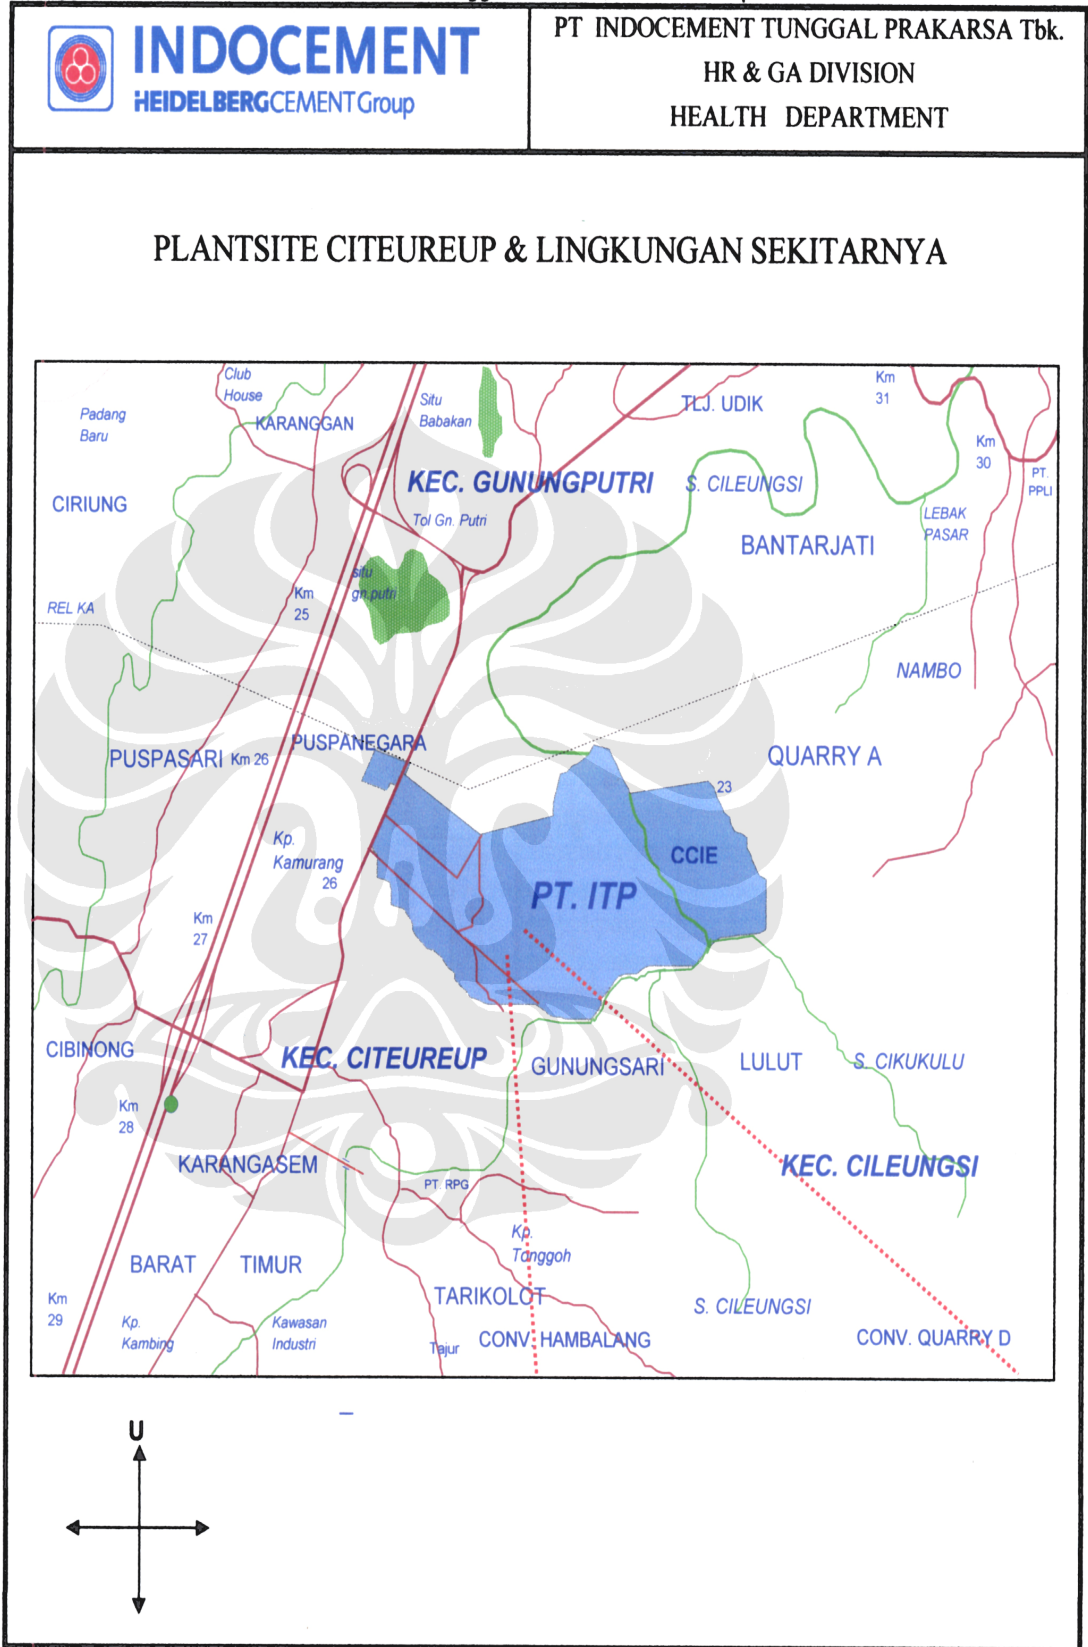 INDOCEMENT
HEIDELBERGCEMENT Group
PT INDOCEMENT TUNGGAL PRAKARSA Tbk.
HR & GA DIVISION
HEALTH DEPARTMENT
PLANTSITE CITEUREUP & LINGKUNGAN SEKITARNYA
Club
House
Padang
Baru
KARANGGAN
Situ
Babakan
TLJ. UDIK
Km
31
Km
30
PT.
PPLI
KEC. GUNUNGPUTRI
S. CILEUNGSI
CIRIUNG
Tol Gn. Putri
LEBAK
PASAR
BANTARJATI
situ
gn.putri
Km
25
REL KA
NAMBO
PUSPANEGARA
PUSPASARI
Km 26
QUARRY A
23
Kp.
Kamurang
26
CCIE
PT. ITP
Km
27
CIBINONG
KEC. CITEUREUP
GUNUNGSARI
LULUT
S. CIKUKULU
Km
28
KARANGASEM
PT. RPG
KEC. CILEUNGSI
Kp.
Tonggoh
BARAT
TIMUR
TARIKOLOT
S. CILEUNGSI
Km
29
Kp.
Kambing
Kawasan
Industri
Tajur
CONV. HAMBALANG
CONV. QUARRY D
U